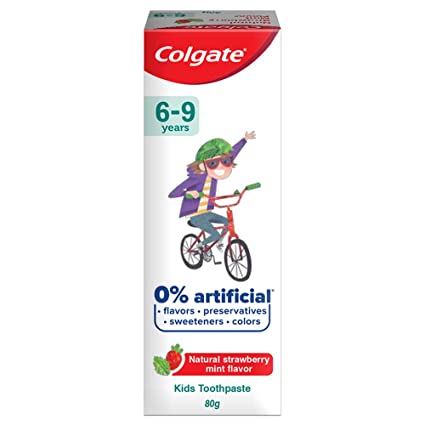 Colgate®
6-9
years
0% artificial*
• flavors • preservatives
• sweeteners • colors
Natural strawberry
mint flavor
Kids Toothpaste
80g